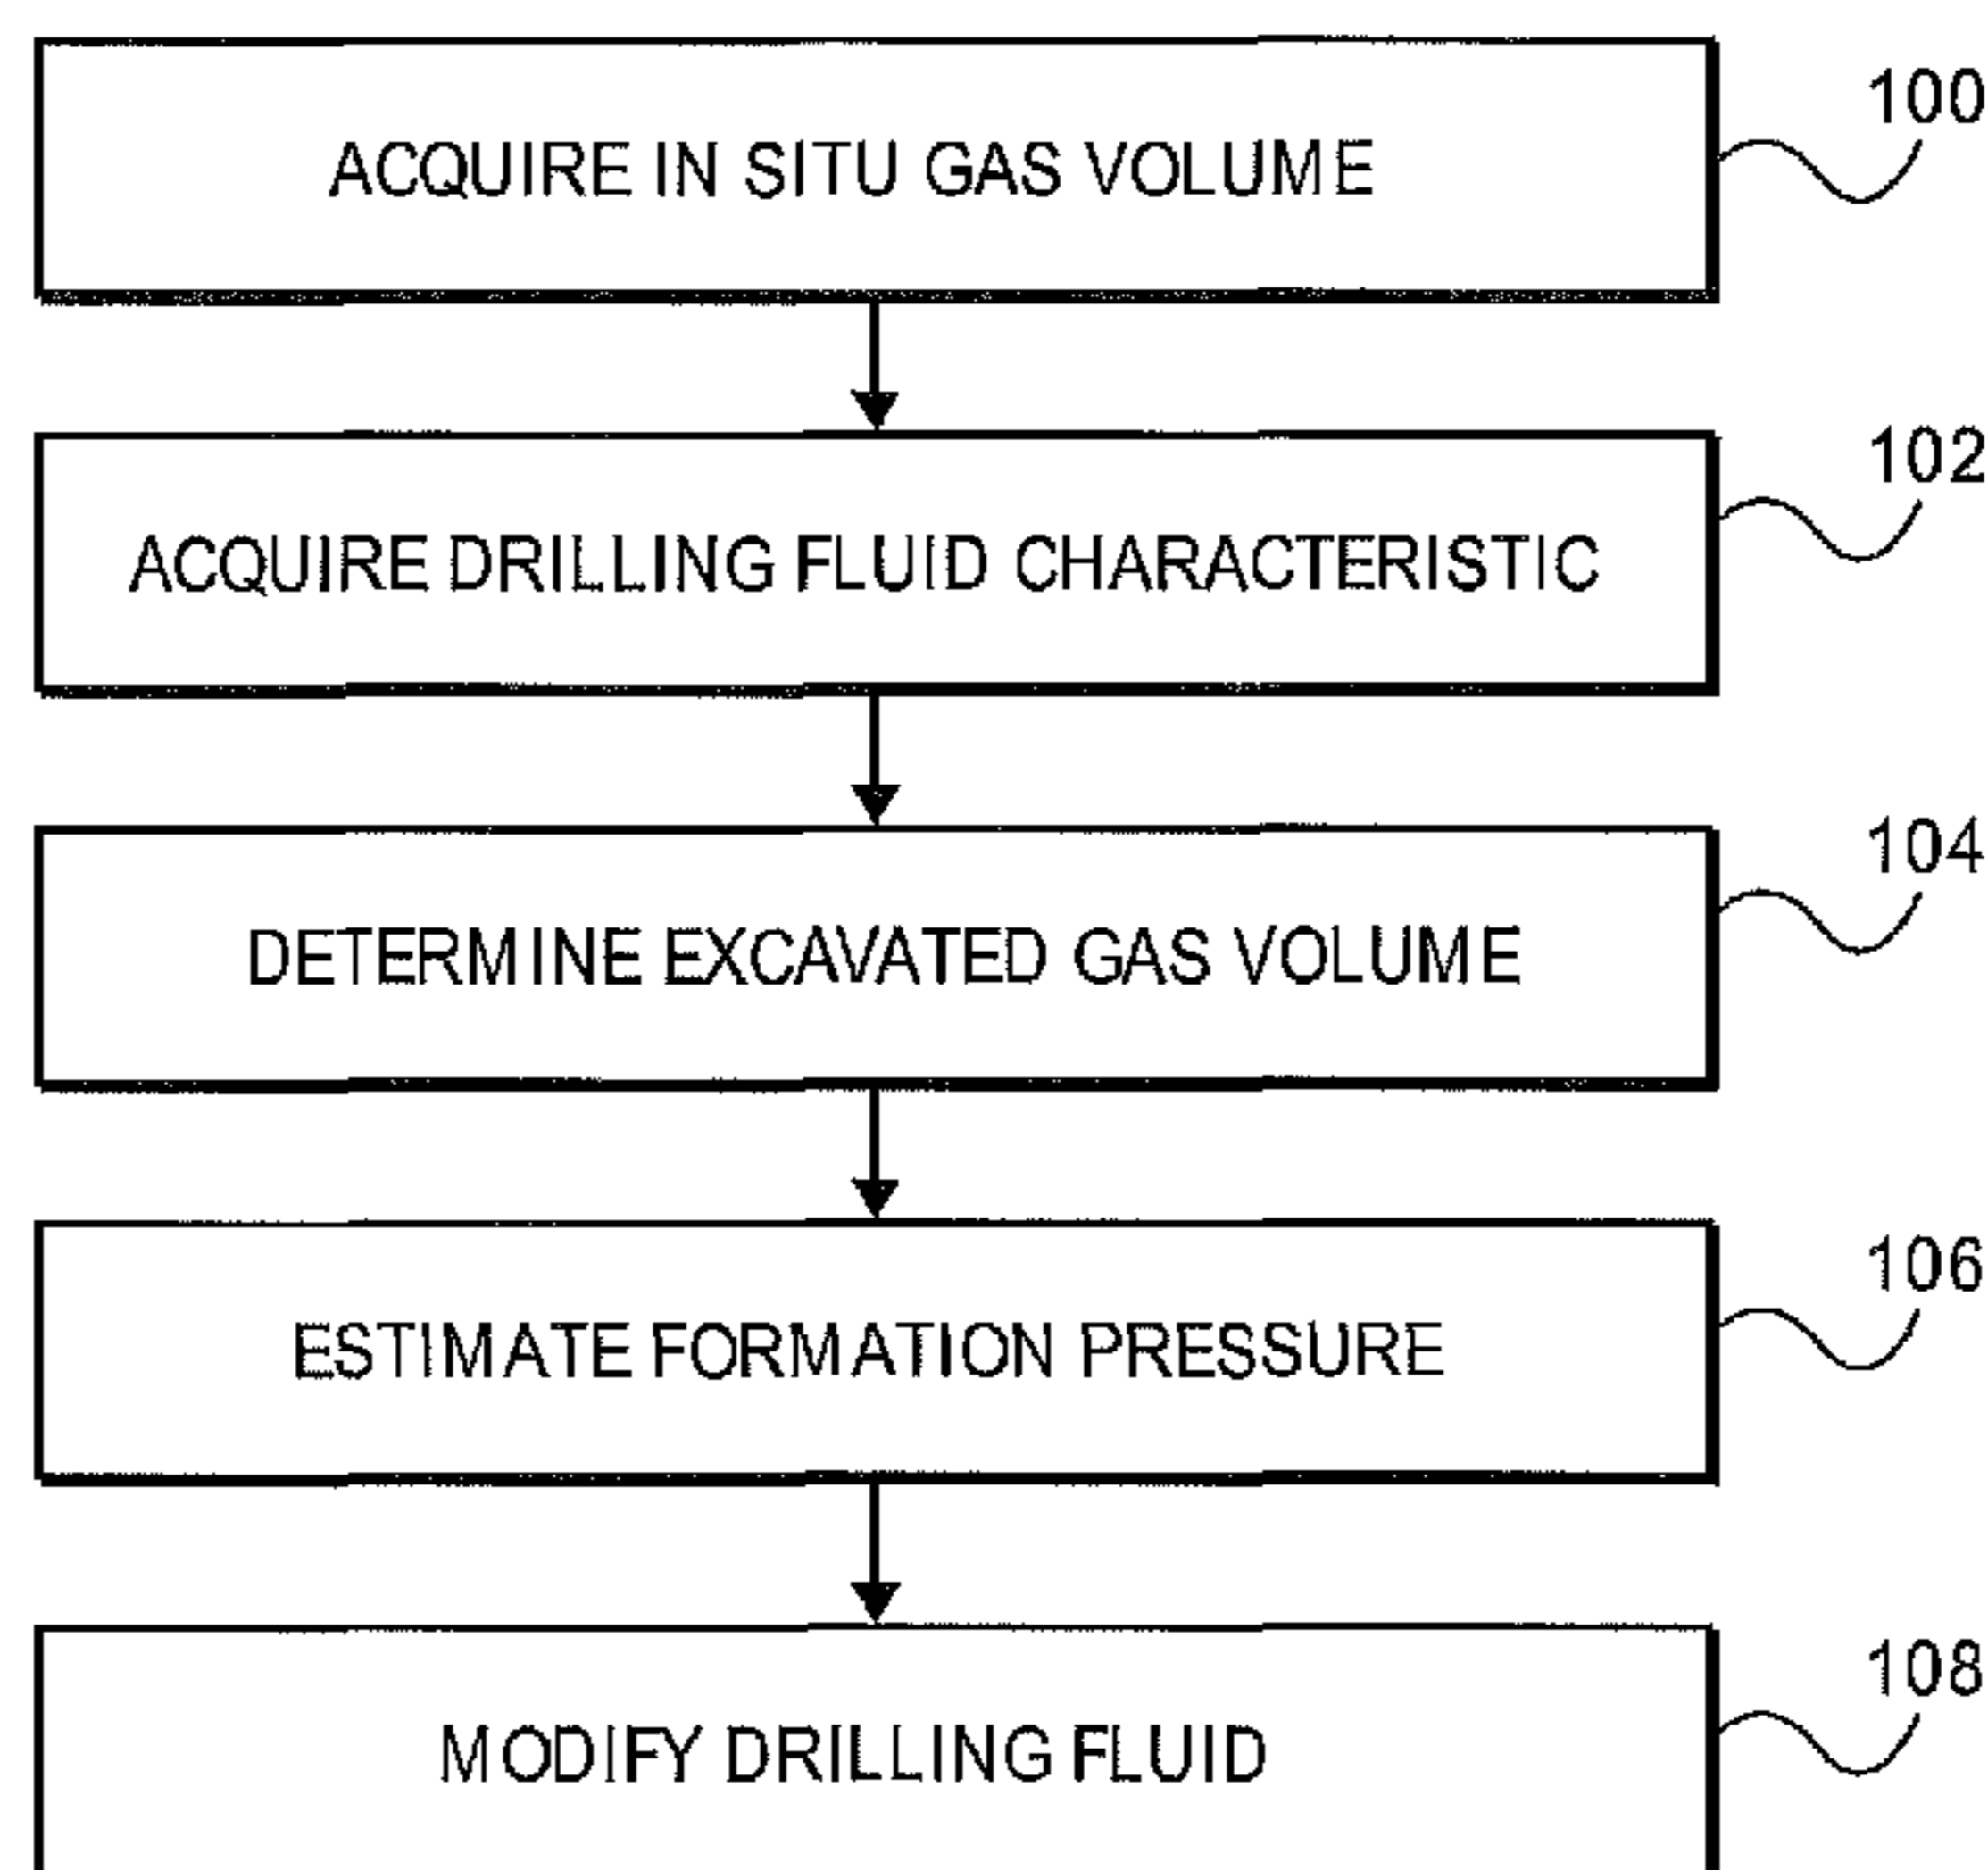 100
ACQUIRE IN SITU GAS VOLUME
102
ACQUIRE DRILLING FLUID CHARACTERISTIC
104
DETERMINE EXCAVATED GAS VOLUME
106
ESTIMATE FORMATION PRESSURE
108
MODIFY DRILLING FLUID